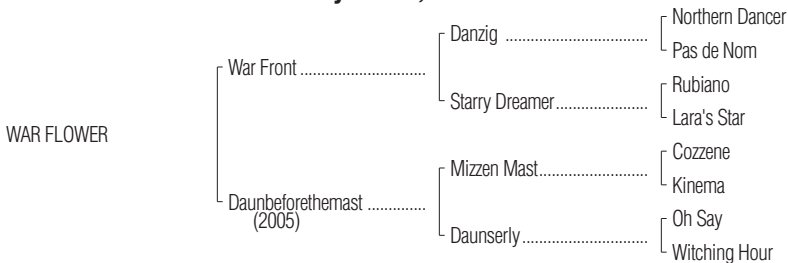 Northern Dancer
Danzig ................................
Pas de Nom
War Front ............................
Rubiano
Starry Dreamer.....................
Lara's Star
WAR FLOWER
Cozzene
Mizzen Mast.........................
Kinema
Daunbeforethemast .............
(2005)
Oh Say
Daunserly.............................
Witching Hour